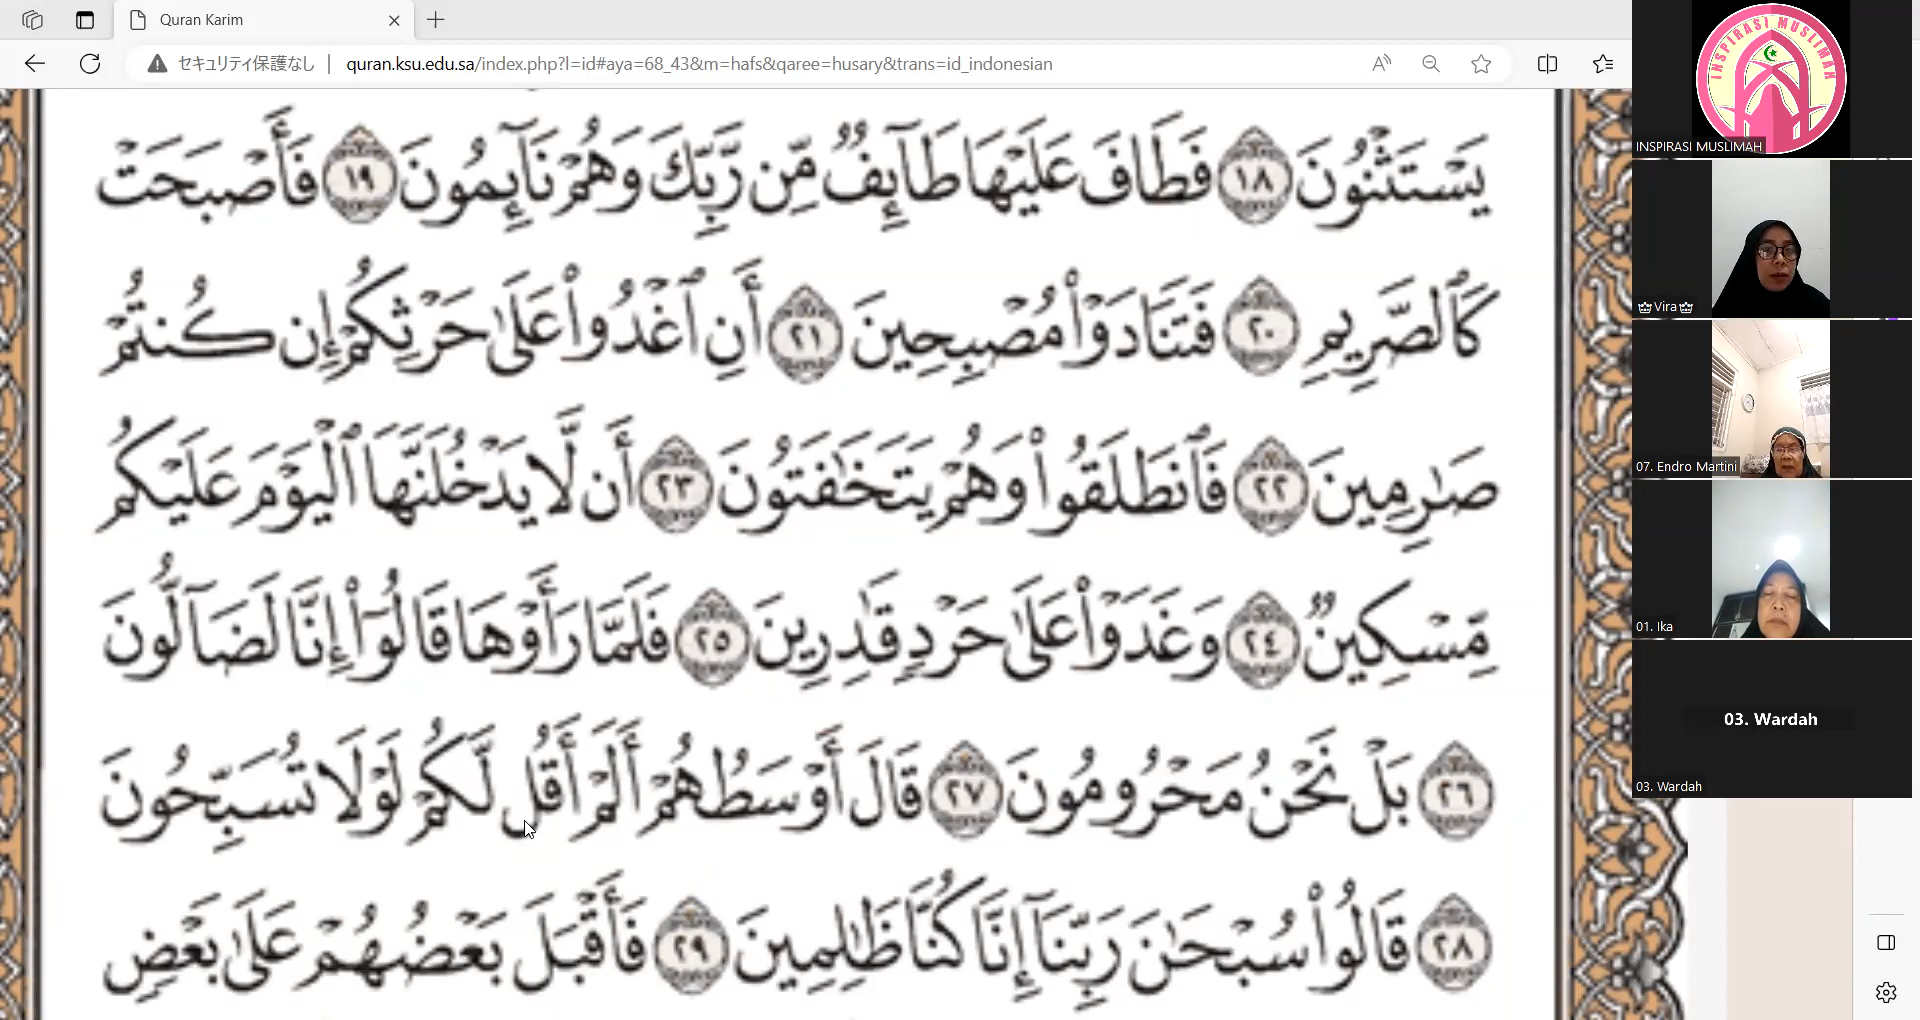 Quran Karim
セキュリティ保護なし
quran.ksu.edu.sa/index.php?l=id#aya=68_43&m=hafs&qaree=husary&trans=id_indonesian
يَسْتَثْنُونَ ١٨ فَطَافَ عَلَيْهَا طَآئِفٌ مِّن رَّبِّكَ وَهُمْ نَآئِمُونَ ١٩ فَأَصْبَحَتْ
كَٱلصَّرِيمِ ٢٠ فَتَنَادَوْا۟ مُصْبِحِينَ ٢١ أَنِ ٱغْدُوا۟ عَلَىٰ حَرْثِكُمْ إِن كُنتُمْ
صَـٰرِمِينَ ٢٢ فَٱنطَلَقُوا۟ وَهُمْ يَتَخَـٰفَتُونَ ٢٣ أَن لَّا يَدْخُلَنَّهَا ٱلْيَوْمَ عَلَيْكُم
مِّسْكِينٌ ٢٤ وَغَدَوْا۟ عَلَىٰ حَرْدٍ قَـٰدِرِينَ ٢٥ فَلَمَّا رَأَوْهَا قَالُوٓا۟ إِنَّا لَضَآلُّونَ
٢٦ بَلْ نَحْنُ مَحْرُومُونَ ٢٧ قَالَ أَوْسَطُهُمْ أَلَمْ أَقُل لَّكُمْ لَوْلَا تُسَبِّحُونَ
٢٨ قَالُوا۟ سُبْحَـٰنَ رَبِّنَآ إِنَّا كُنَّا ظَـٰلِمِينَ ٢٩ فَأَقْبَلَ بَعْضُهُمْ عَلَىٰ بَعْضٍ
INSPIRASI MUSLIMAH
INSPIRASI MUSLIMAH
Vira
07. Endro Martini
01. Ika
03. Wardah
03. Wardah